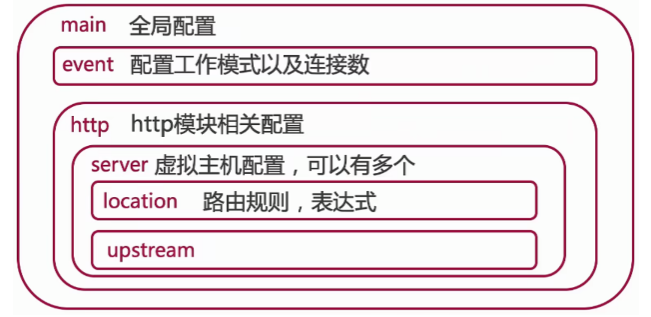 main 全局配置
event 配置工作模式以及连接数
http http模块相关配置
server 虚拟主机配置，可以有多个
location 路由规则，表达式
upstream